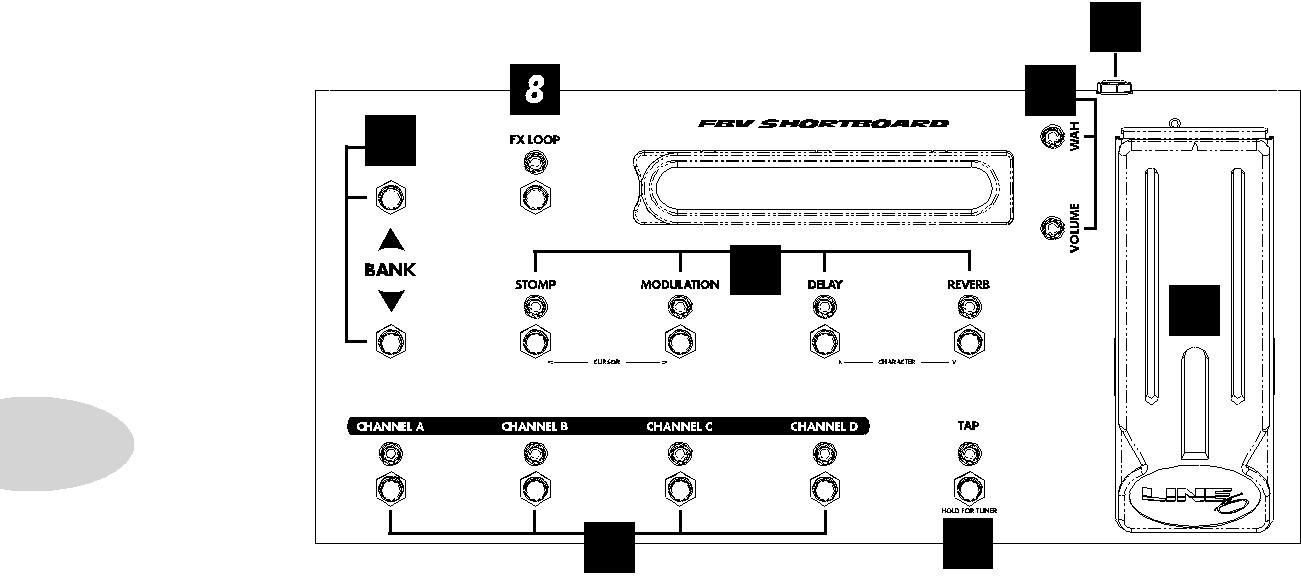 8
FX LOOP
FBV SHORTBOARD
WAH
VOLUME
BANK
STOMP MODULATION DELAY REVERB
CURSOR CHARACTER
CHANNEL A CHANNEL B CHANNEL C CHANNEL D TAP
HOLD FOR TUNER
LINE 6